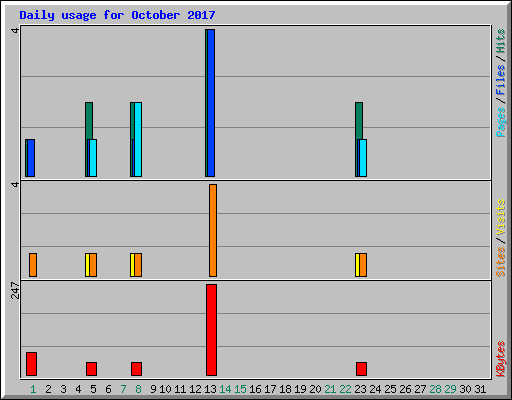 Daily usage for October 2017
4
Pages / Files / Hits
4
Sites / Visits
247
KBytes
1 2 3 4 5 6 7 8 9 10 11 12 13 14 15 16 17 18 19 20 21 22 23 24 25 26 27 28 29 30 31